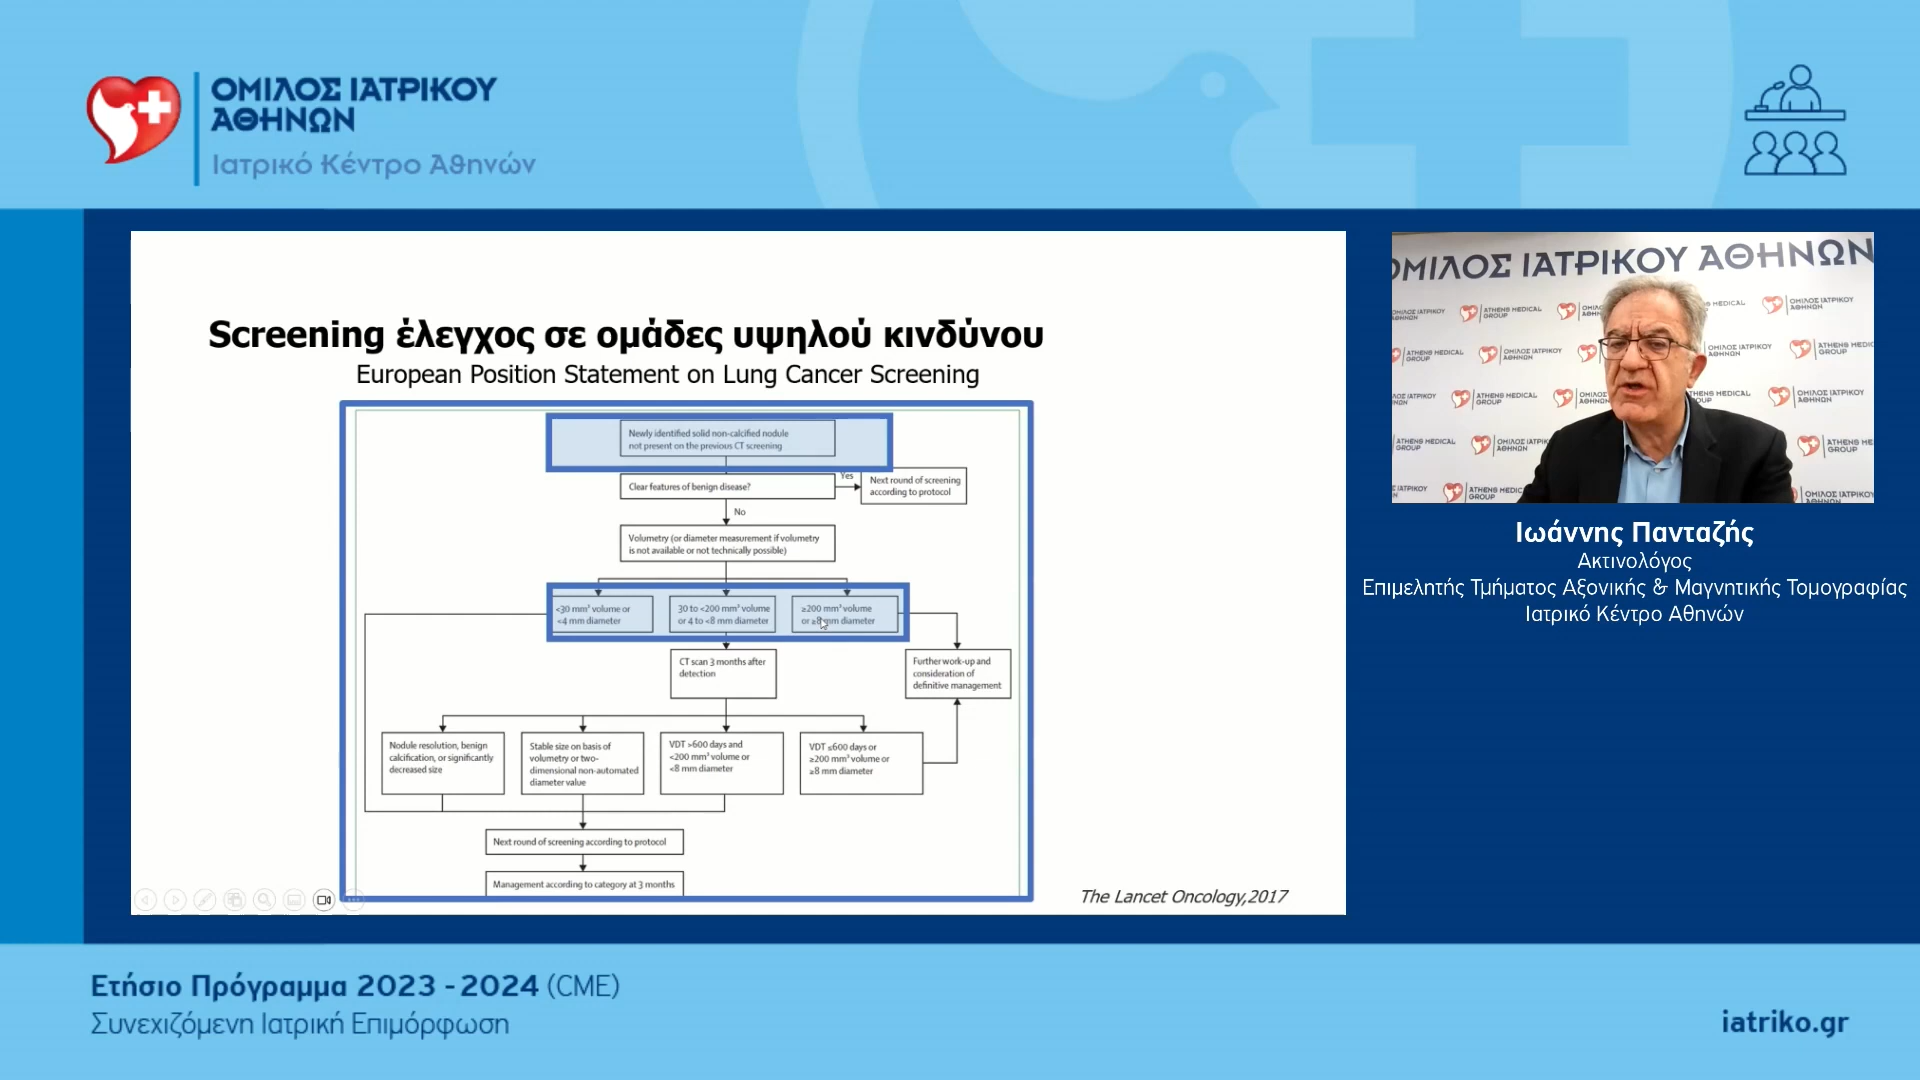 ΟΜΙΛΟΣ ΙΑΤΡΙΚΟΥ
ΑΘΗΝΩΝ
Ιατρικό Κέντρο Αθηνών
Screening έλεγχος σε ομάδες υψηλού κινδύνου
European Position Statement on Lung Cancer Screening
Newly identified solid non-calcified nodule
not present on the previous CT screening
Clear features of benign disease?
Yes
Next round of screening
according to protocol
No
Volumetry (or diameter measurement if volumetry
is not available or not technically possible)
<30 mm³ volume or
<4 mm diameter
30 to <200 mm³ volume
or 4 to <8 mm diameter
≥200 mm³ volume
or ≥8 mm diameter
CT scan 3 months after
detection
Further work-up and
consideration of
definitive management
Nodule resolution, benign
calcification, or significantly
decreased size
Stable size on basis of
volumetry or two-
dimensional non-automated
diameter value
VDT >600 days and
<200 mm³ volume or
<8 mm diameter
VDT ≤600 days or
≥200 mm³ volume or
≥8 mm diameter
Next round of screening according to protocol
Management according to category at 3 months
The Lancet Oncology,2017
ΟΜΙΛΟΣ ΙΑΤΡΙΚΟΥ ΑΘΗΝΩΝ
ATHENS MEDICAL
GROUP
Ιωάννης Πανταζής
Ακτινολόγος
Επιμελητής Τμήματος Αξονικής & Μαγνητικής Τομογραφίας
Ιατρικό Κέντρο Αθηνών
Ετήσιο Πρόγραμμα 2023 - 2024 (CME)
Συνεχιζόμενη Ιατρική Επιμόρφωση
iatriko.gr